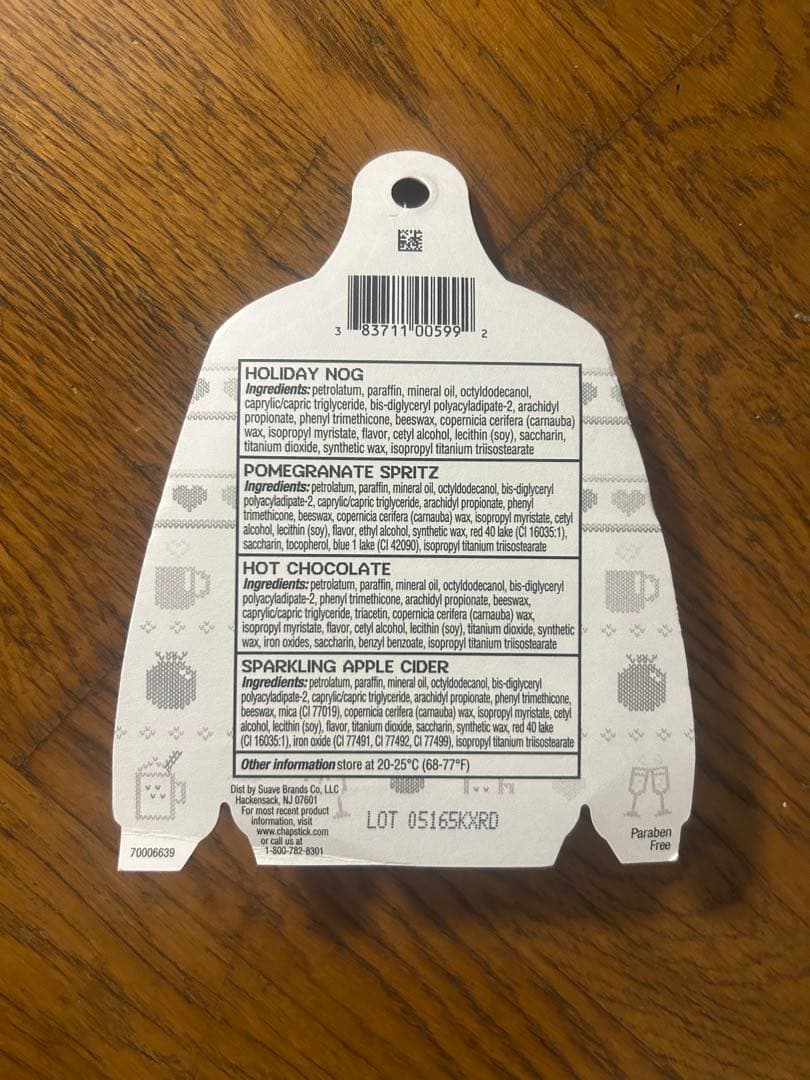 3 83711 00599 2
HOLIDAY NOG
Ingredients: petrolatum, paraffin, mineral oil, octyldodecanol,
caprylic/capric triglyceride, bis-diglyceryl polyacyladipate-2, arachidyl
propionate, phenyl trimethicone, beeswax, copernicia cerifera (carnauba)
wax, isopropyl myristate, flavor, cetyl alcohol, lecithin (soy), saccharin,
titanium dioxide, synthetic wax, isopropyl titanium triisostearate
POMEGRANATE SPRITZ
Ingredients: petrolatum, paraffin, mineral oil, octyldodecanol, bis-diglyceryl
polyacyladipate-2, caprylic/capric triglyceride, arachidyl propionate, phenyl
trimethicone, beeswax, copernicia cerifera (carnauba) wax, isopropyl myristate, cetyl
alcohol, lecithin (soy), flavor, ethyl alcohol, synthetic wax, red 40 lake (CI 16035:1),
saccharin, tocopherol, blue 1 lake (CI 42090), isopropyl titanium triisostearate
HOT CHOCOLATE
Ingredients: petrolatum, paraffin, mineral oil, octyldodecanol, bis-diglyceryl
polyacyladipate-2, phenyl trimethicone, arachidyl propionate, beeswax,
caprylic/capric triglyceride, triacetin, copernicia cerifera (carnauba) wax,
isopropyl myristate, flavor, cetyl alcohol, lecithin (soy), titanium dioxide, synthetic
wax, iron oxides, saccharin, benzyl benzoate, isopropyl titanium triisostearate
SPARKLING APPLE CIDER
Ingredients: petrolatum, paraffin, mineral oil, octyldodecanol, bis-diglyceryl
polyacyladipate-2, caprylic/capric triglyceride, arachidyl propionate, phenyl trimethicone,
beeswax, mica (CI 77019), copernicia cerifera (carnauba) wax, isopropyl myristate, cetyl
alcohol, lecithin (soy), flavor, titanium dioxide, saccharin, synthetic wax, red 40 lake
(CI 16035:1), iron oxide (CI 77491, CI 77492, CI 77499), isopropyl titanium triisostearate
Other information store at 20-25°C (68-77°F)
Dist by Suave Brands Co, LLC
Hackensack, NJ 07601
For most recent product
information, visit
www.chapstick.com
or call us at
1-800-782-8301
LOT 05165KXRD
70006639
Paraben
Free